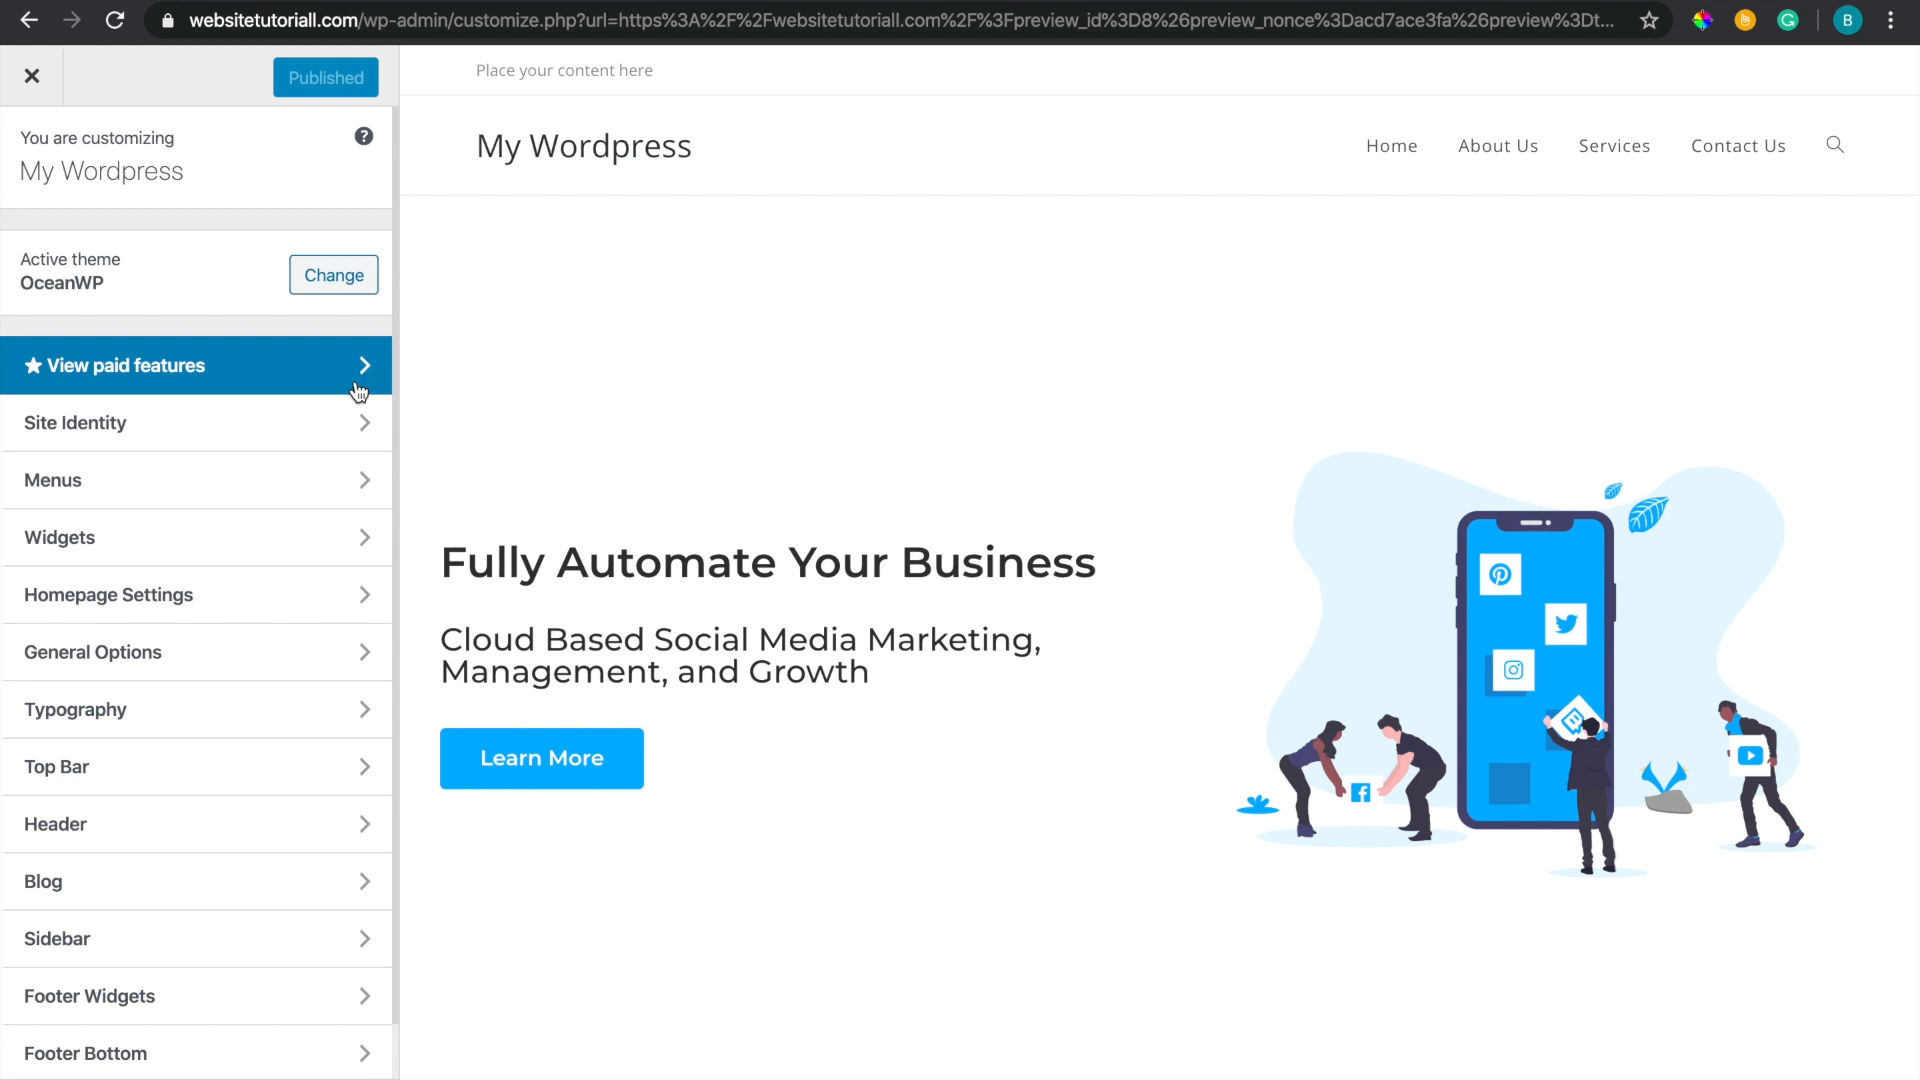 websitetutoriall.com/wp-admin/customize.php?url=https%3A%2F%2Fwebsitetutoriall.com%2F%3Fpreview_id%3D8%26preview_nonce%3Dacd7ace3fa%26preview%3Dt...
B
Published
You are customizing
My Wordpress
Active theme
OceanWP
Change
View paid features
Site Identity
Menus
Widgets
Homepage Settings
General Options
Typography
Top Bar
Header
Blog
Sidebar
Footer Widgets
Footer Bottom
Place your content here
My Wordpress
Home About Us Services Contact Us
Fully Automate Your Business
Cloud Based Social Media Marketing,
Management, and Growth
Learn More